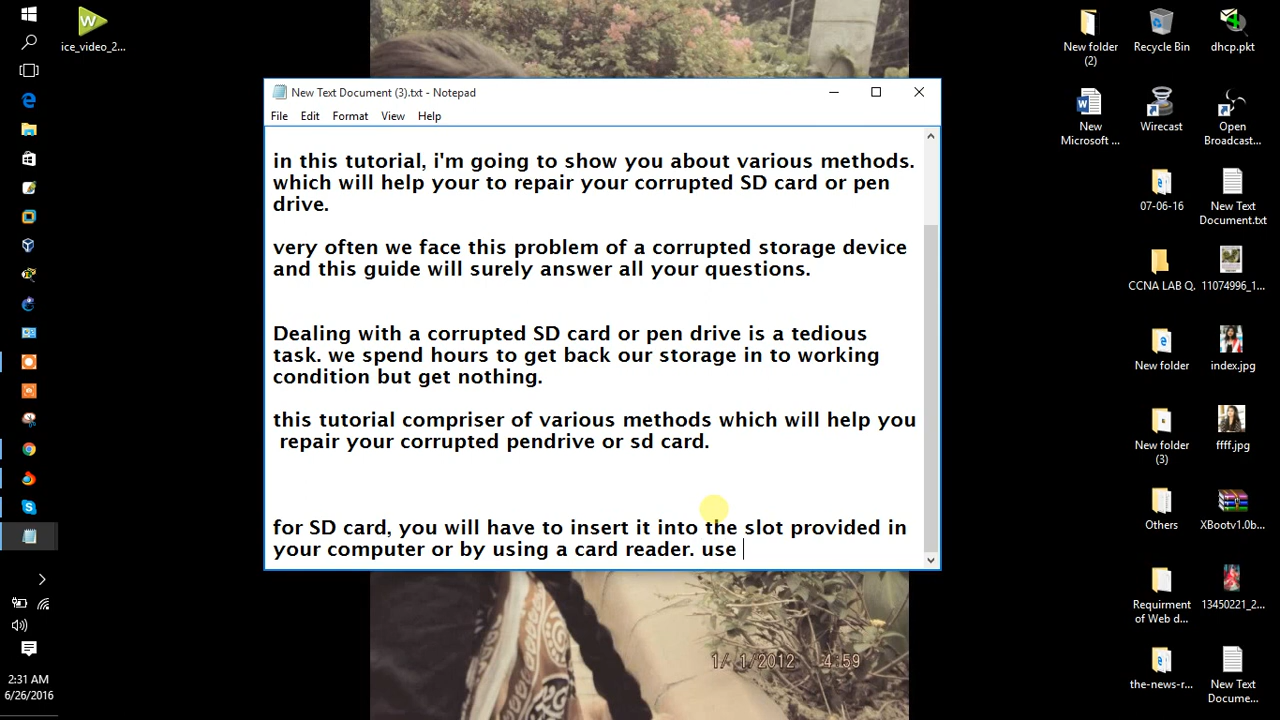 ice_video_2...
New folder
(2)
Recycle Bin
dhcp.pkt
New Text Document (3).txt - Notepad
File Edit Format View Help
in this tutorial, i'm going to show you about various methods.
which will help your to repair your corrupted SD card or pen
drive.
very often we face this problem of a corrupted storage device
and this guide will surely answer all your questions.
Dealing with a corrupted SD card or pen drive is a tedious
task. we spend hours to get back our storage in to working
condition but get nothing.
this tutorial compriser of various methods which will help you
repair your corrupted pendrive or sd card.
for SD card, you will have to insert it into the slot provided in
your computer or by using a card reader. use
New
Microsoft ...
Wirecast
Open
Broadcast...
07-06-16
New Text
Document.txt
CCNA LAB Q.
11074996_1...
New folder
index.jpg
New folder
(3)
ffff.jpg
Others
XBootv1.0b...
Requirment
of Web d...
13450221_2...
the-news-r...
New Text
Docume...
1/ 1/2012 4:59
2:31 AM
6/26/2016